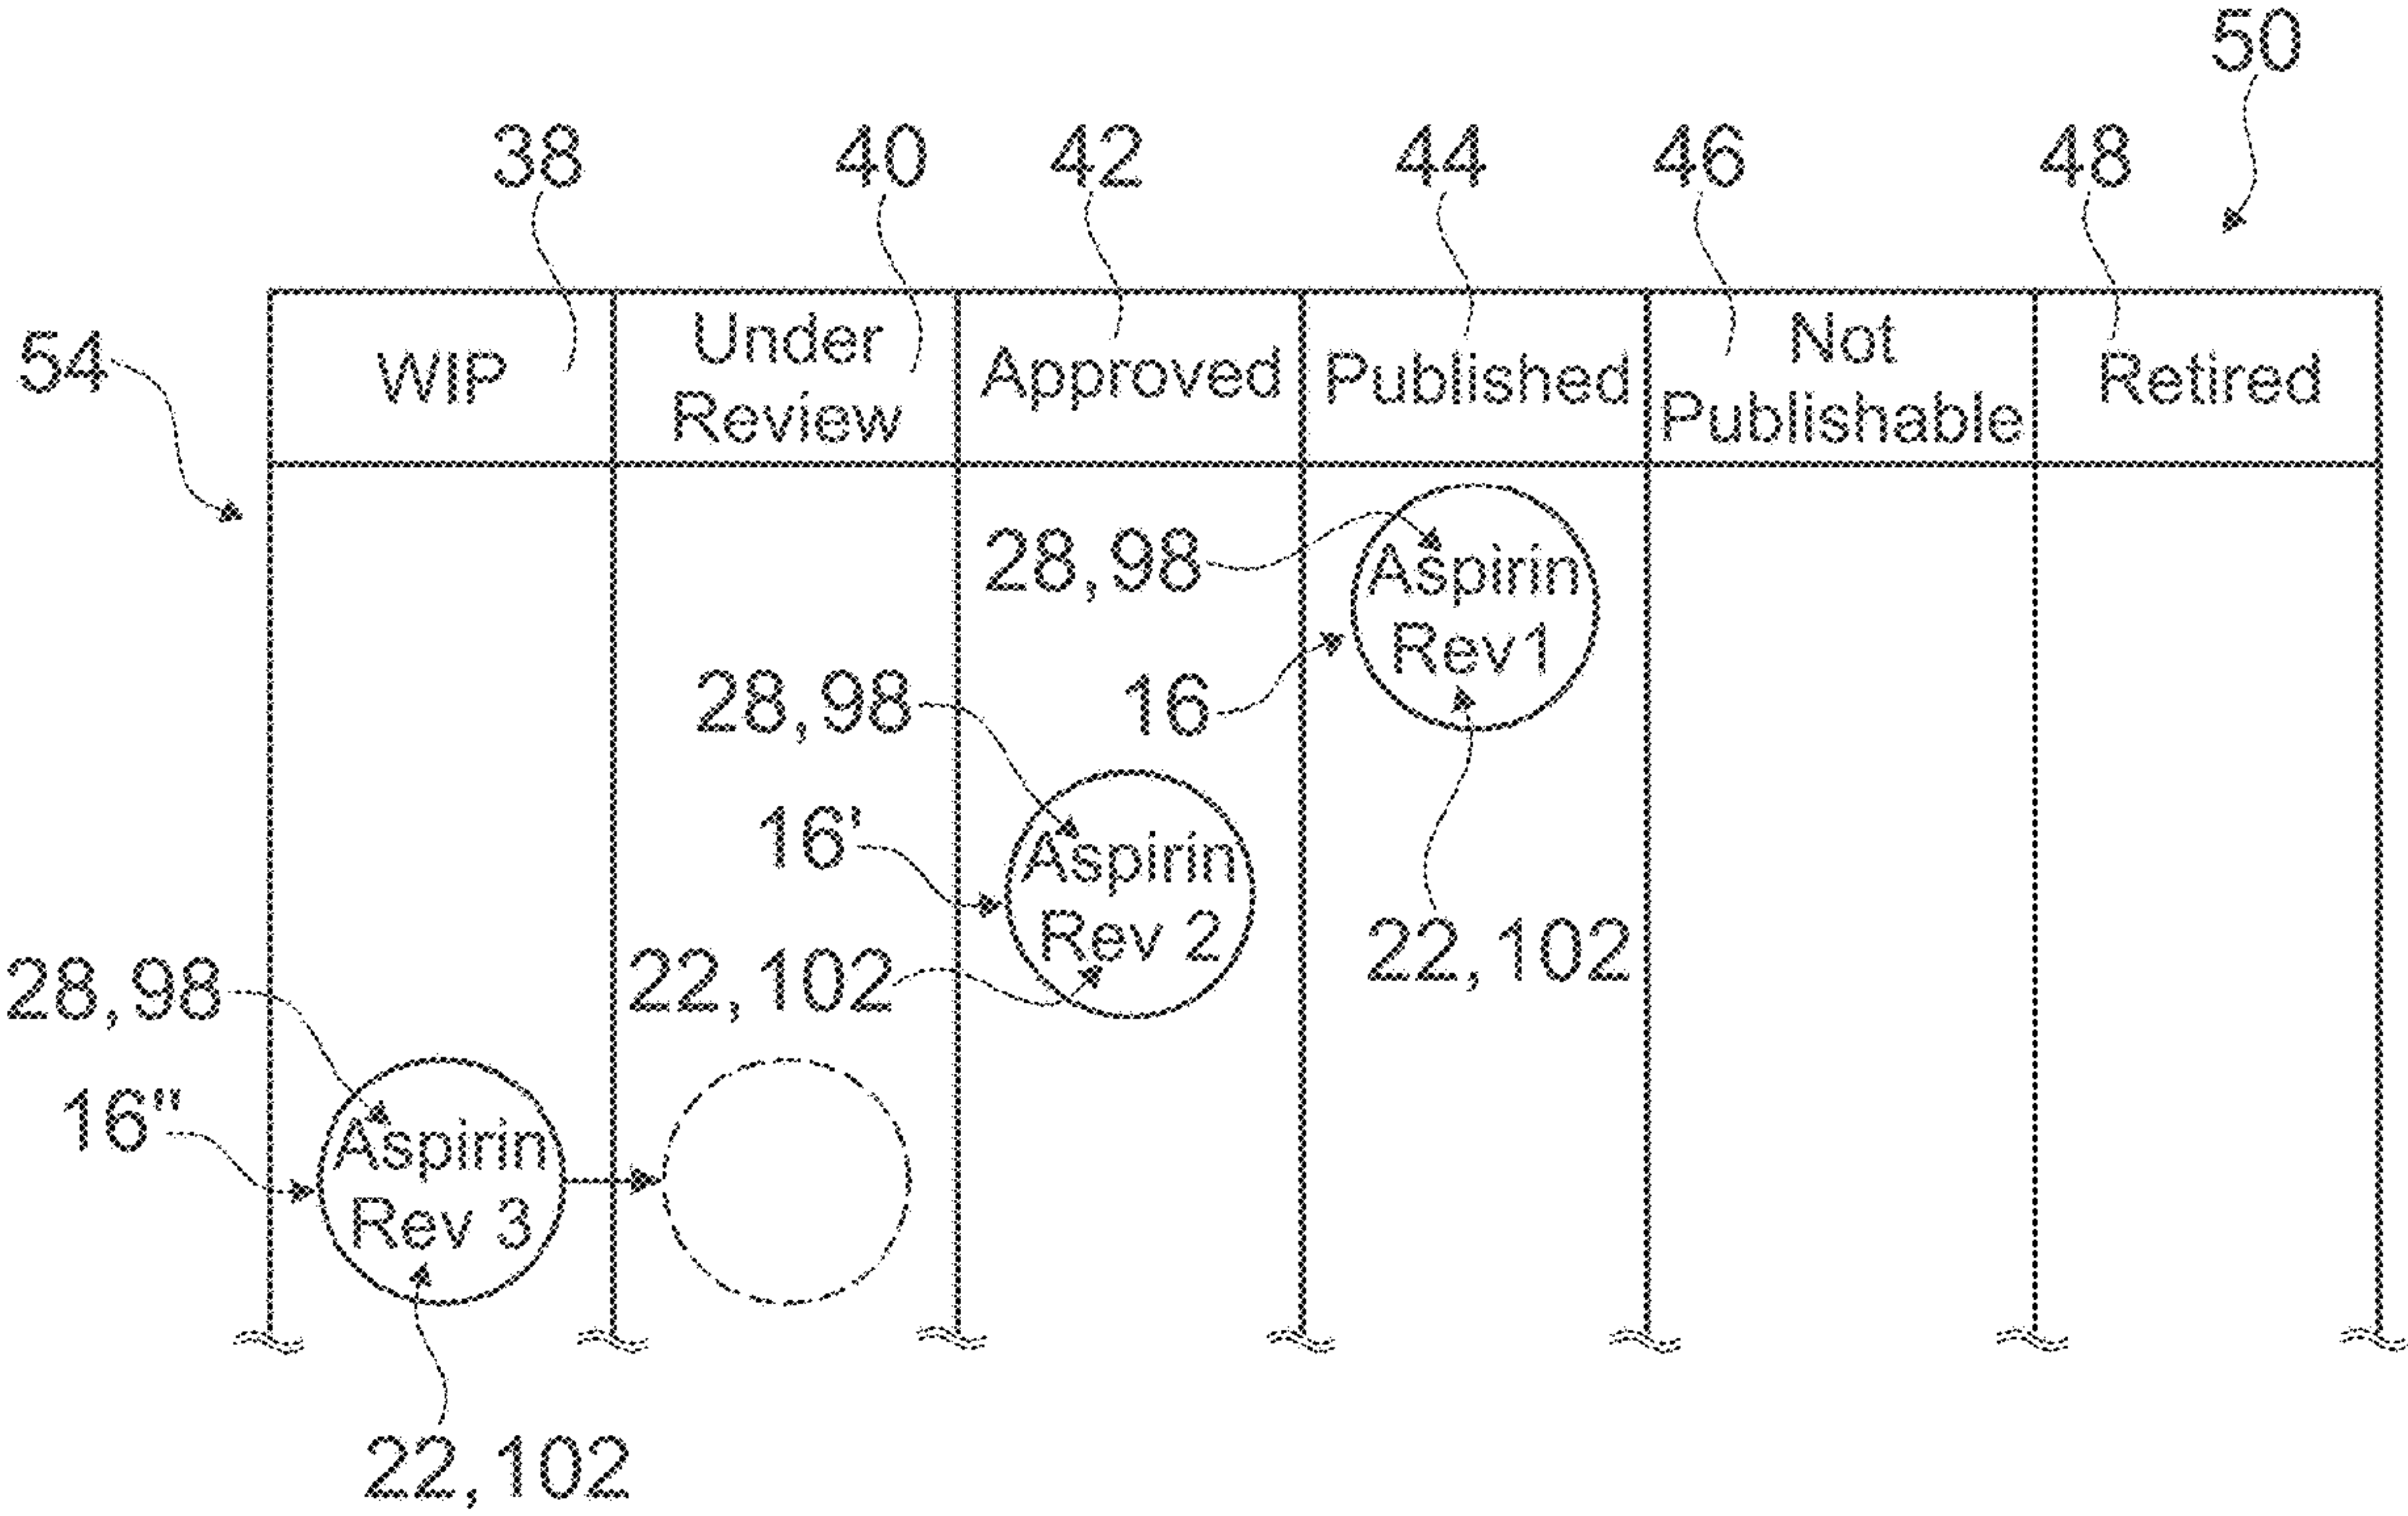 50
38
40
42
44
46
48
54
WIP
Under
Review
Approved
Published
Not
Publishable
Retired
28,98
Aspirin
Rev1
16
22,102
28,98
16'
Aspirin
Rev 2
22,102
28,98
16"
Aspirin
Rev 3
22,102